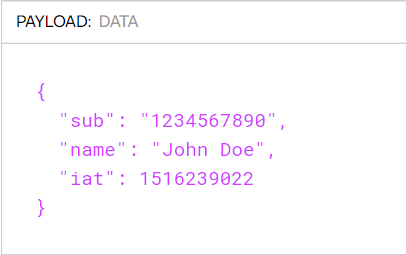 PAYLOAD: DATA
{
"sub": "1234567890",
"name": "John Doe",
"iat": 1516239022
}